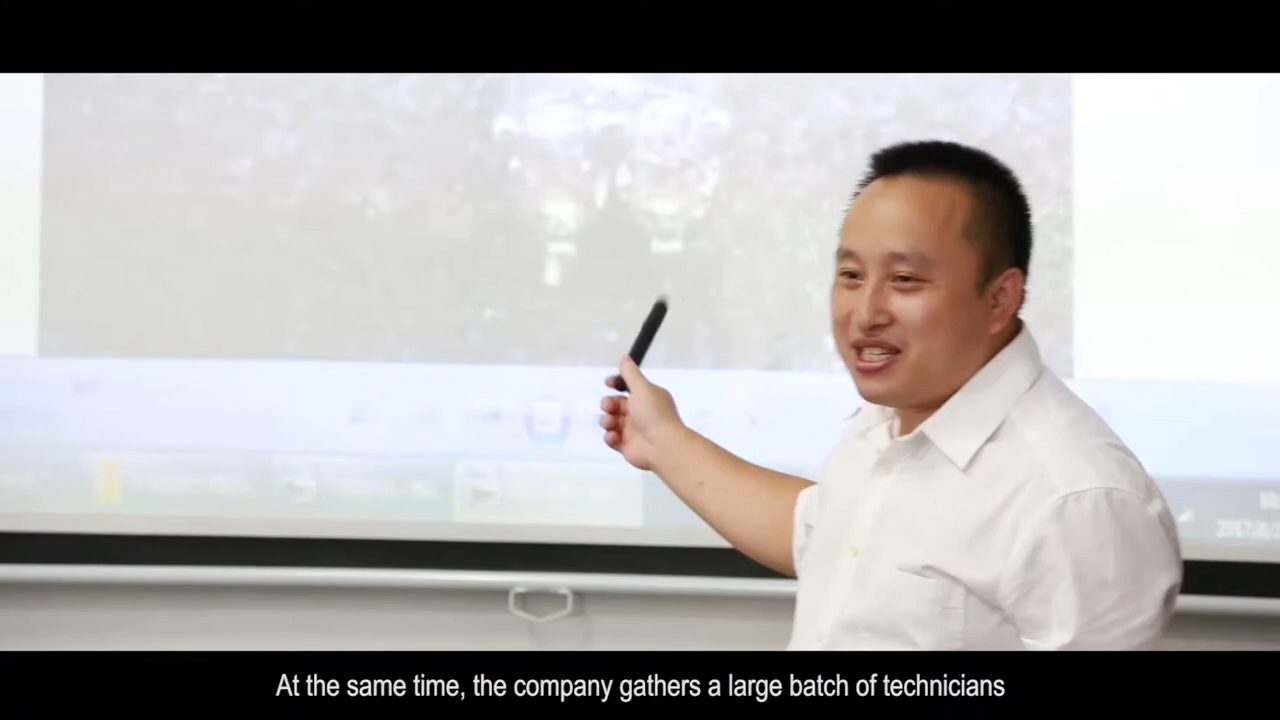 At the same time, the company gathers a large batch of technicians